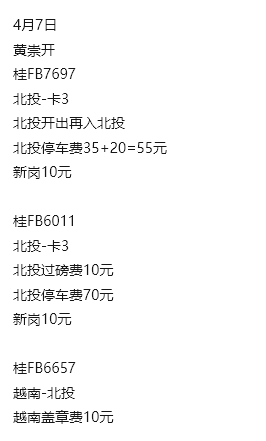 4月7日
黄崇开
桂FB7697
北投-卡3
北投开出再入北投
北投停车费35+20=55元
新岗10元
桂FB6011
北投-卡3
北投过磅费10元
北投停车费70元
新岗10元
桂FB6657
越南-北投
越南盖章费10元